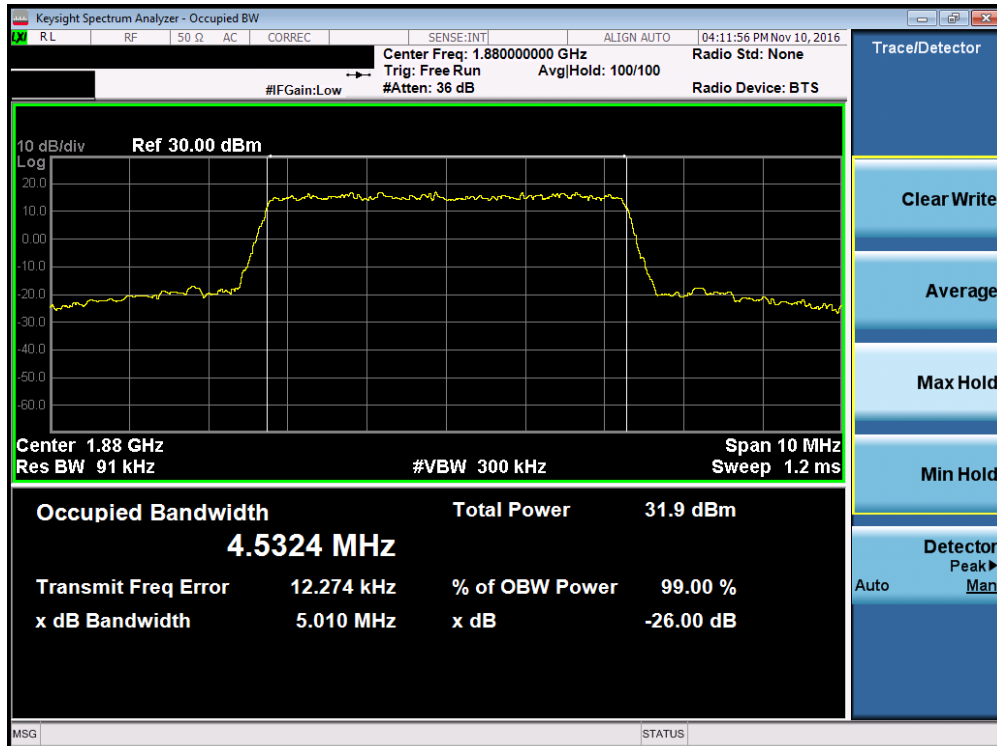 Keysight Spectrum Analyzer - Occupied BW
LXI RL RF 50 Ω AC CORREC SENSE:INT ALIGN AUTO 04:11:56 PM Nov 10, 2016
Center Freq: 1.880000000 GHz Radio Std: None
Trig: Free Run Avg|Hold: 100/100
#IFGain:Low #Atten: 36 dB Radio Device: BTS
10 dB/div Ref 30.00 dBm
Log
20.0
10.0
0.00
-10.0
-20.0
-30.0
-40.0
-50.0
-60.0
Center 1.88 GHz Span 10 MHz
Res BW 91 kHz #VBW 300 kHz Sweep 1.2 ms
Occupied Bandwidth Total Power 31.9 dBm
4.5324 MHz
Transmit Freq Error 12.274 kHz % of OBW Power 99.00 %
x dB Bandwidth 5.010 MHz x dB -26.00 dB
MSG STATUS
Trace/Detector
Clear Write
Average
Max Hold
Min Hold
Detector
Peak▶
Auto Man